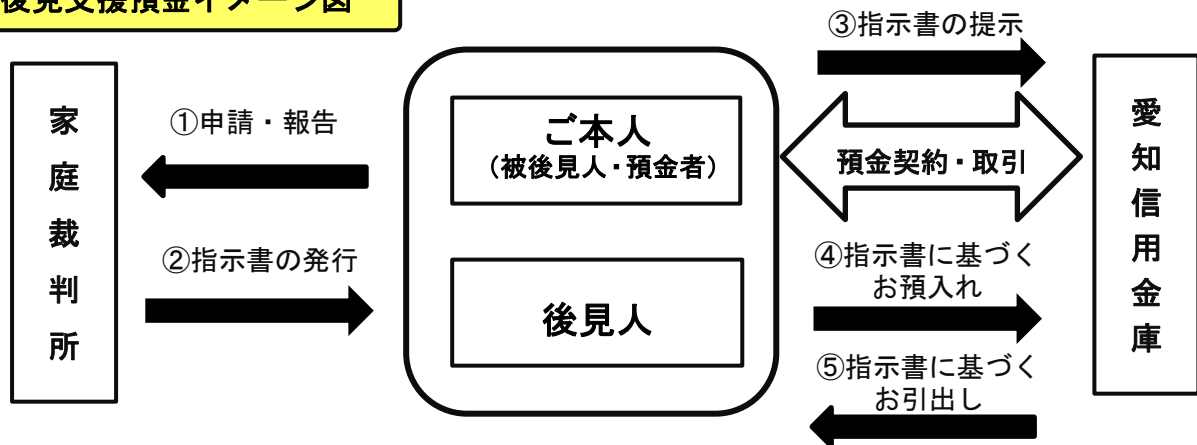 後見支援預金イメージ図
家庭裁判所
①申請・報告
②指示書の発行
ご本人
（被後見人・預金者）
後見人
③指示書の提示
預金契約・取引
④指示書に基づく
お預入れ
⑤指示書に基づく
お引出し
愛知信用金庫